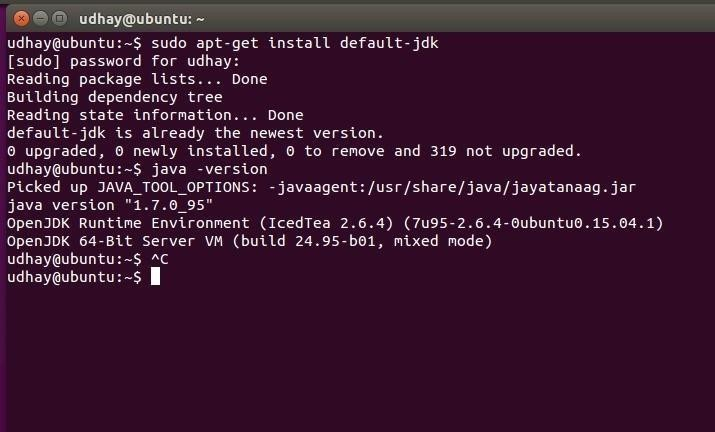 udhay@ubuntu: ~
udhay@ubuntu:~$ sudo apt-get install default-jdk
[sudo] password for udhay:
Reading package lists... Done
Building dependency tree
Reading state information... Done
default-jdk is already the newest version.
0 upgraded, 0 newly installed, 0 to remove and 319 not upgraded.
udhay@ubuntu:~$ java -version
Picked up JAVA_TOOL_OPTIONS: -javaagent:/usr/share/java/jayatanaag.jar
java version "1.7.0_95"
OpenJDK Runtime Environment (IcedTea 2.6.4) (7u95-2.6.4-0ubuntu0.15.04.1)
OpenJDK 64-Bit Server VM (build 24.95-b01, mixed mode)
udhay@ubuntu:~$ ^C
udhay@ubuntu:~$